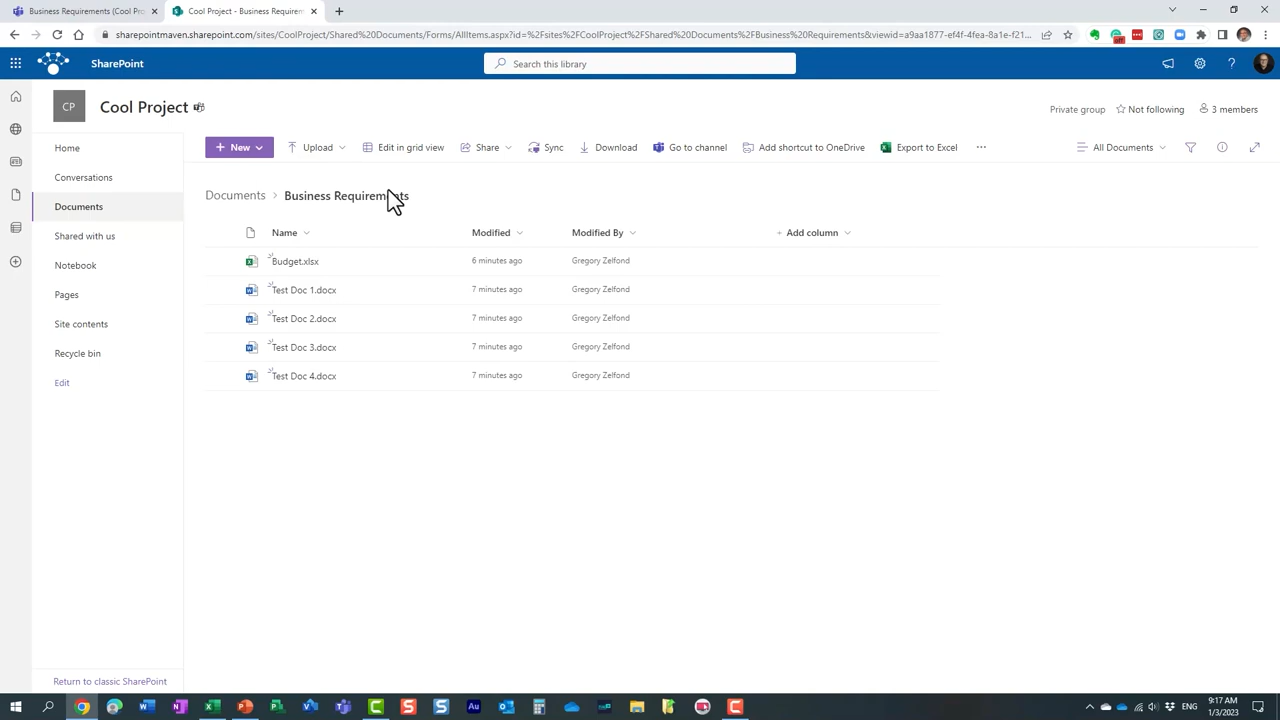 Business Requirements (Cool Pro
Cool Project - Business Requirem
sharepointmaven.sharepoint.com/sites/CoolProject/Shared%20Documents/Forms/AllItems.aspx?id=%2Fsites%2FCoolProject%2FShared%20Documents%2FBusiness%20Requirements&viewid=a9aa1877-ef4f-4fea-8a1e-f21...
SharePoint
Search this library
CP
Cool Project
Private group
Not following
3 members
Home
Conversations
Documents
Shared with us
Notebook
Pages
Site contents
Recycle bin
Edit
Return to classic SharePoint
New
Upload
Edit in grid view
Share
Sync
Download
Go to channel
Add shortcut to OneDrive
Export to Excel
All Documents
Documents > Business Requirements
Name Modified Modified By + Add column
Budget.xlsx 6 minutes ago Gregory Zelfond
Test Doc 1.docx 7 minutes ago Gregory Zelfond
Test Doc 2.docx 7 minutes ago Gregory Zelfond
Test Doc 3.docx 7 minutes ago Gregory Zelfond
Test Doc 4.docx 7 minutes ago Gregory Zelfond
ENG
9:17 AM
1/3/2023